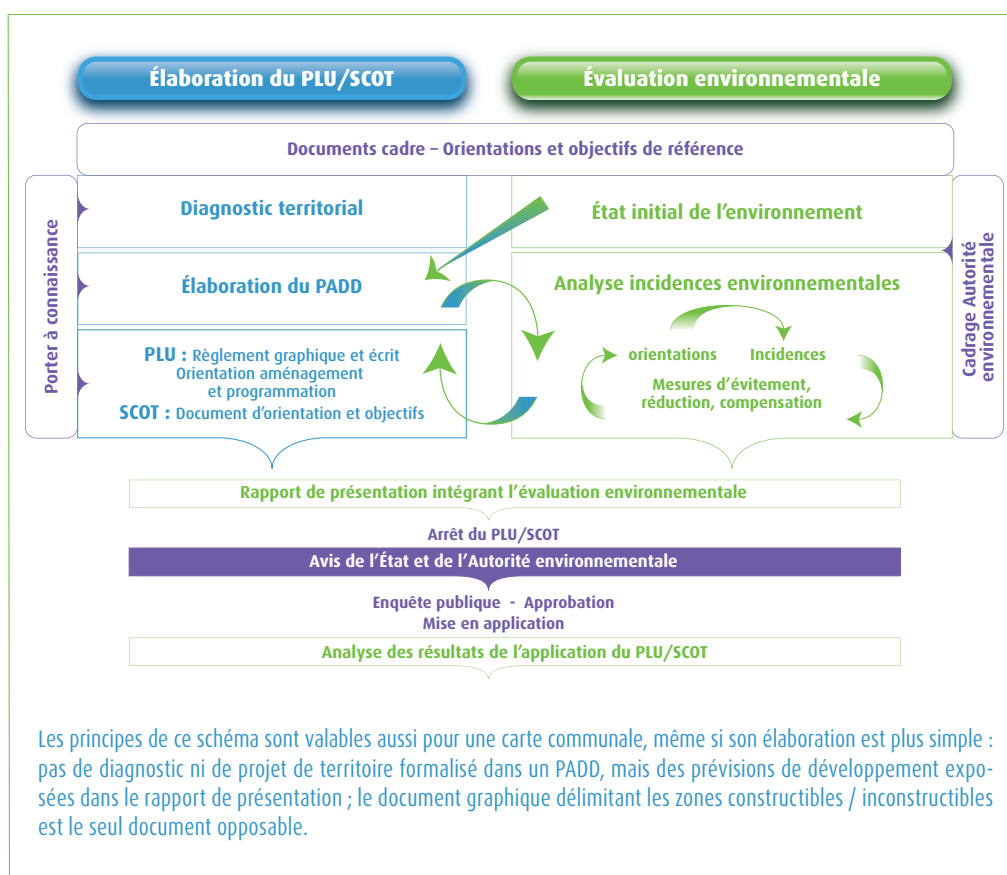 Élaboration du PLU/SCOT
Évaluation environnementale
Documents cadre – Orientations et objectifs de référence
Porter à connaissance
Diagnostic territorial
État initial de l'environnement
Élaboration du PADD
Analyse incidences environnementales
PLU : Règlement graphique et écrit
Orientation aménagement
et programmation
SCOT : Document d'orientation et objectifs
orientations
Incidences
Mesures d'évitement,
réduction, compensation
Cadrage Autorité
environnementale
Rapport de présentation intégrant l'évaluation environnementale
Arrêt du PLU/SCOT
Avis de l'État et de l'Autorité environnementale
Enquête publique - Approbation
Mise en application
Analyse des résultats de l'application du PLU/SCOT
Les principes de ce schéma sont valables aussi pour une carte communale, même si son élaboration est plus simple :
pas de diagnostic ni de projet de territoire formalisé dans un PADD, mais des prévisions de développement expo-
sées dans le rapport de présentation ; le document graphique délimitant les zones constructibles / inconstructibles
est le seul document opposable.